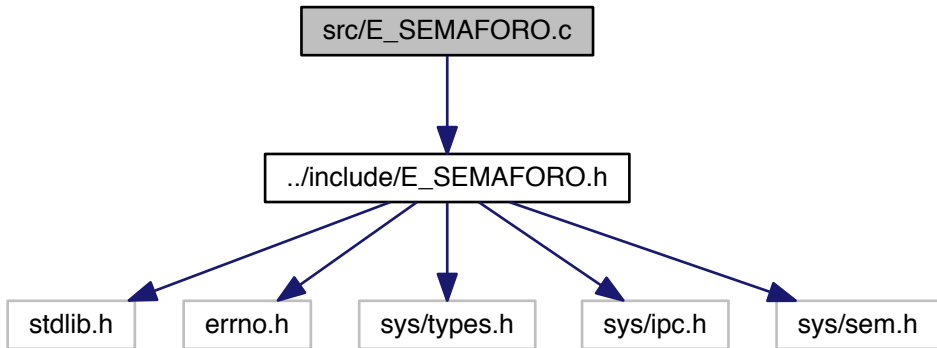 src/E_SEMAFORO.c
../include/E_SEMAFORO.h
stdlib.h
errno.h
sys/types.h
sys/ipc.h
sys/sem.h